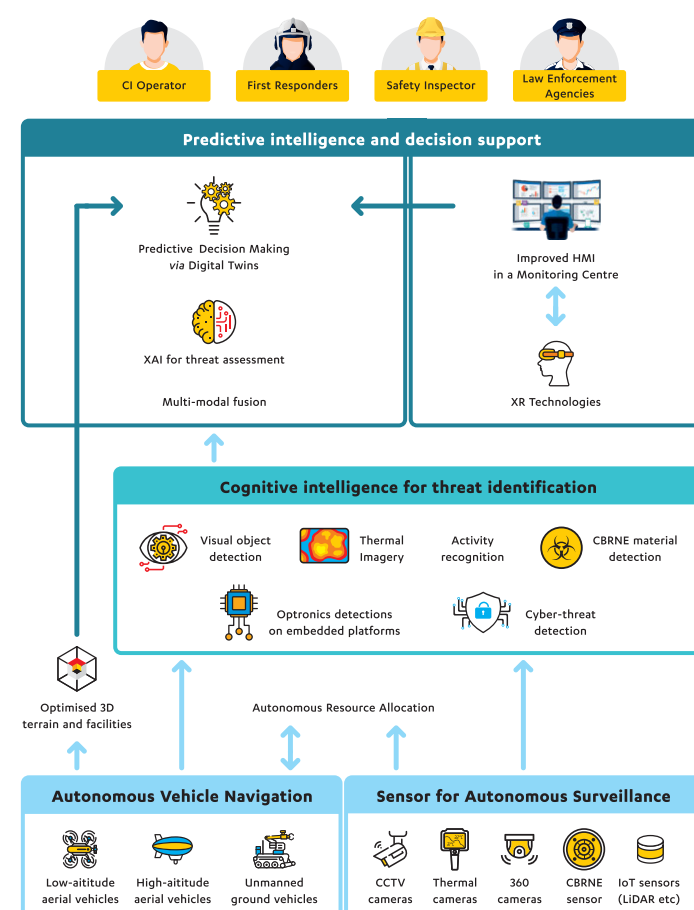 CI Operator
First Responders
Safety Inspector
Law Enforcement
Agencies
Predictive intelligence and decision support
Predictive Decision Making
via Digital Twins
XAI for threat assessment
Multi-modal fusion
Improved HMI
in a Monitoring Centre
XR Technologies
Cognitive intelligence for threat identification
Visual object
detection
Thermal
Imagery
Activity
recognition
CBRNE material
detection
Optronics detections
on embedded platforms
Cyber-threat
detection
Optimised 3D
terrain and facilities
Autonomous Resource Allocation
Autonomous Vehicle Navigation
Low-aititude
aerial vehicles
High-aititude
aerial vehicles
Unmanned
ground vehicles
Sensor for Autonomous Surveillance
CCTV
cameras
Thermal
cameras
360
cameras
CBRNE
sensor
IoT sensors
(LiDAR etc)